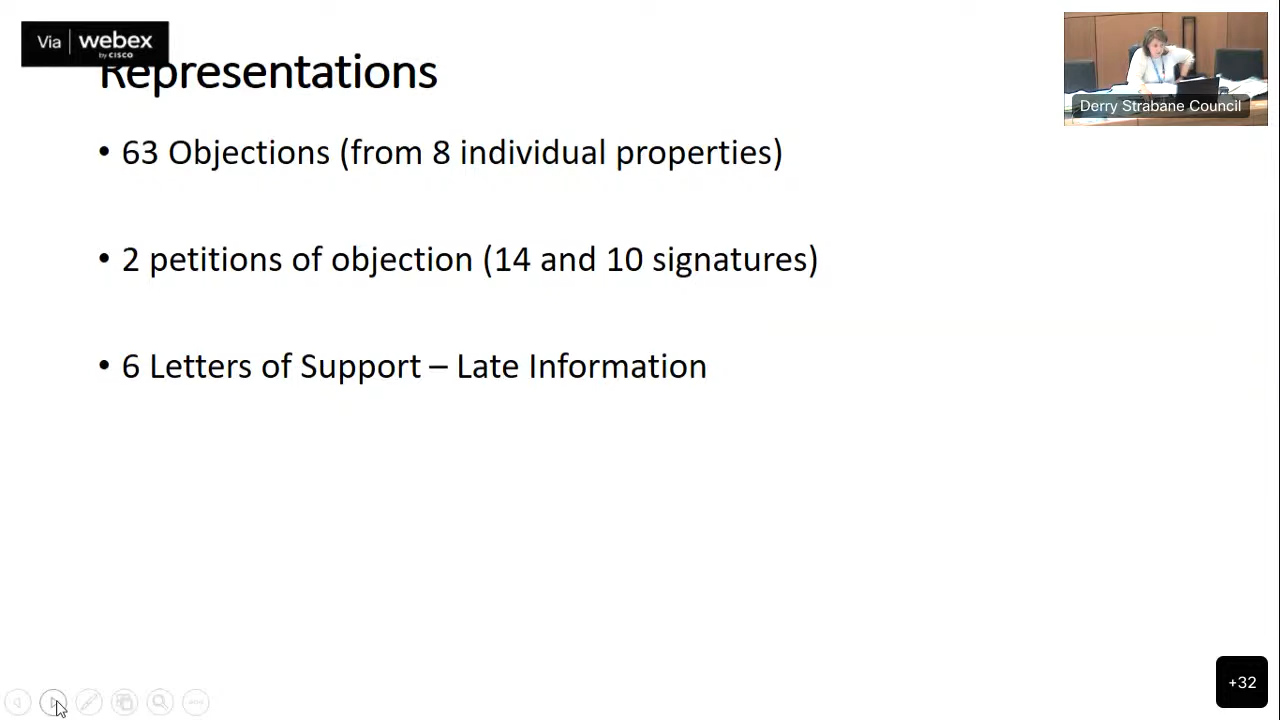 Via webex
by CISCO
Representations
• 63 Objections (from 8 individual properties)
• 2 petitions of objection (14 and 10 signatures)
• 6 Letters of Support – Late Information
Derry Strabane Council
+32